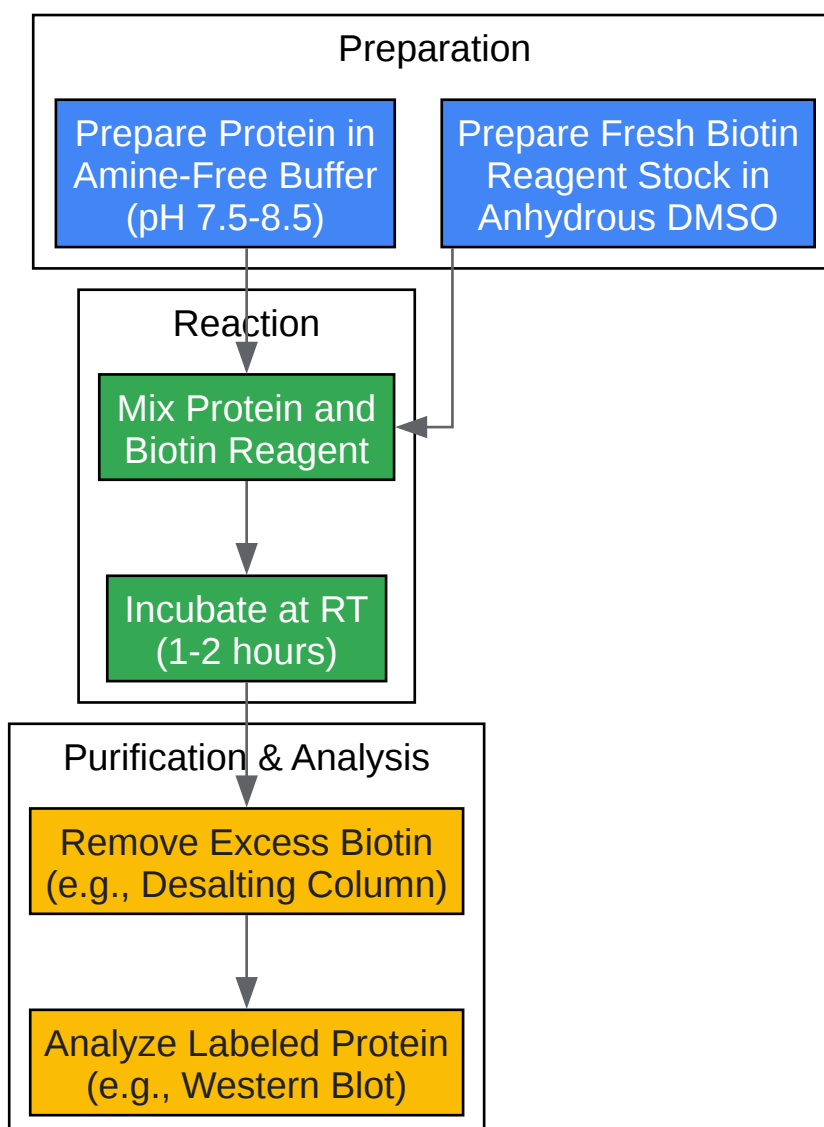 Preparation
Prepare Protein in
Amine-Free Buffer
(pH 7.5-8.5)
Prepare Fresh Biotin
Reagent Stock in
Anhydrous DMSO
Reaction
Mix Protein and
Biotin Reagent
Incubate at RT
(1-2 hours)
Purification & Analysis
Remove Excess Biotin
(e.g., Desalting Column)
Analyze Labeled Protein
(e.g., Western Blot)